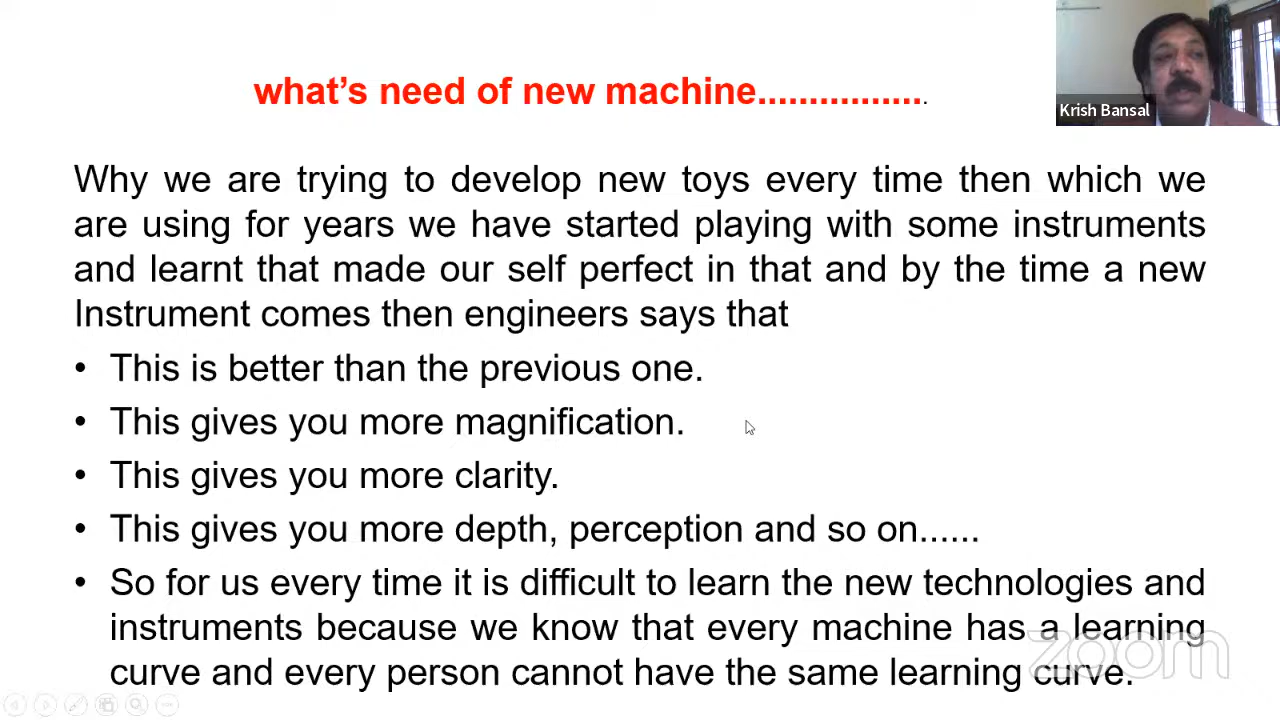 what's need of new machine.................
Krish Bansal
Why we are trying to develop new toys every time then which we
are using for years we have started playing with some instruments
and learnt that made our self perfect in that and by the time a new
Instrument comes then engineers says that
• This is better than the previous one.
• This gives you more magnification.
• This gives you more clarity.
• This gives you more depth, perception and so on......
• So for us every time it is difficult to learn the new technologies and
instruments because we know that every machine has a learning
curve and every person cannot have the same learning curve.
zoom